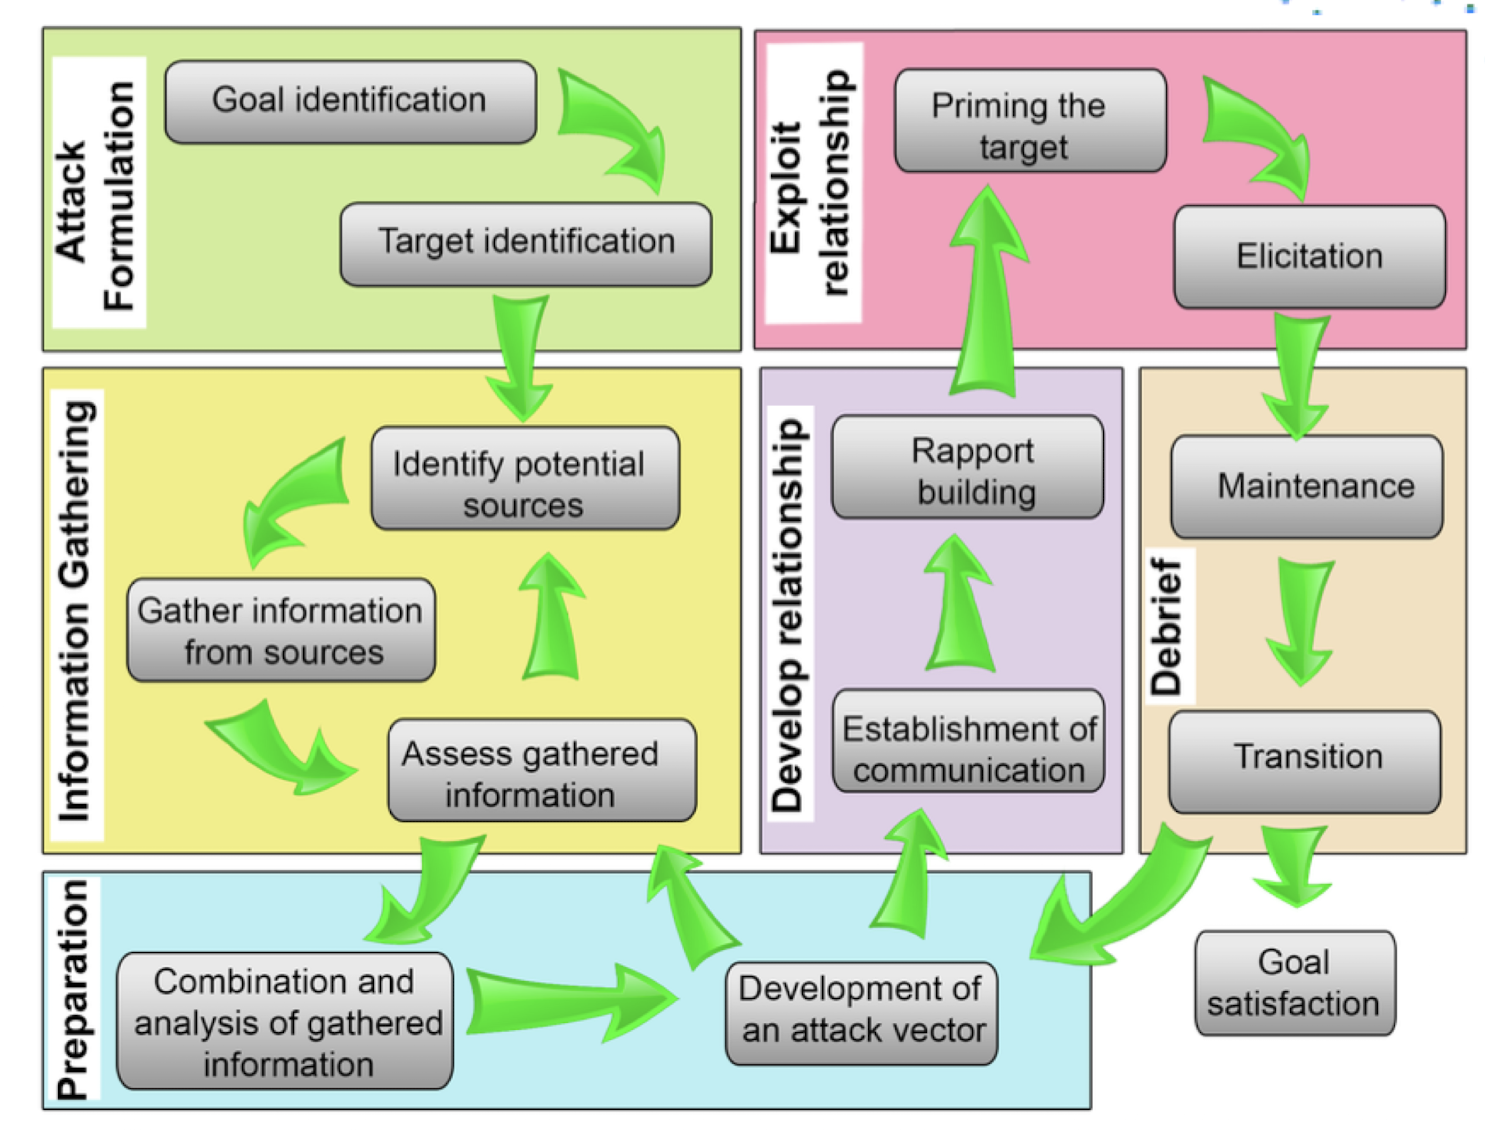 Attack
Formulation
Goal identification
Target identification
Information Gathering
Identify potential
sources
Gather information
from sources
Assess gathered
information
Preparation
Combination and
analysis of gathered
information
Development of
an attack vector
Develop relationship
Establishment of
communication
Rapport
building
Exploit
relationship
Priming the
target
Elicitation
Debrief
Maintenance
Transition
Goal
satisfaction